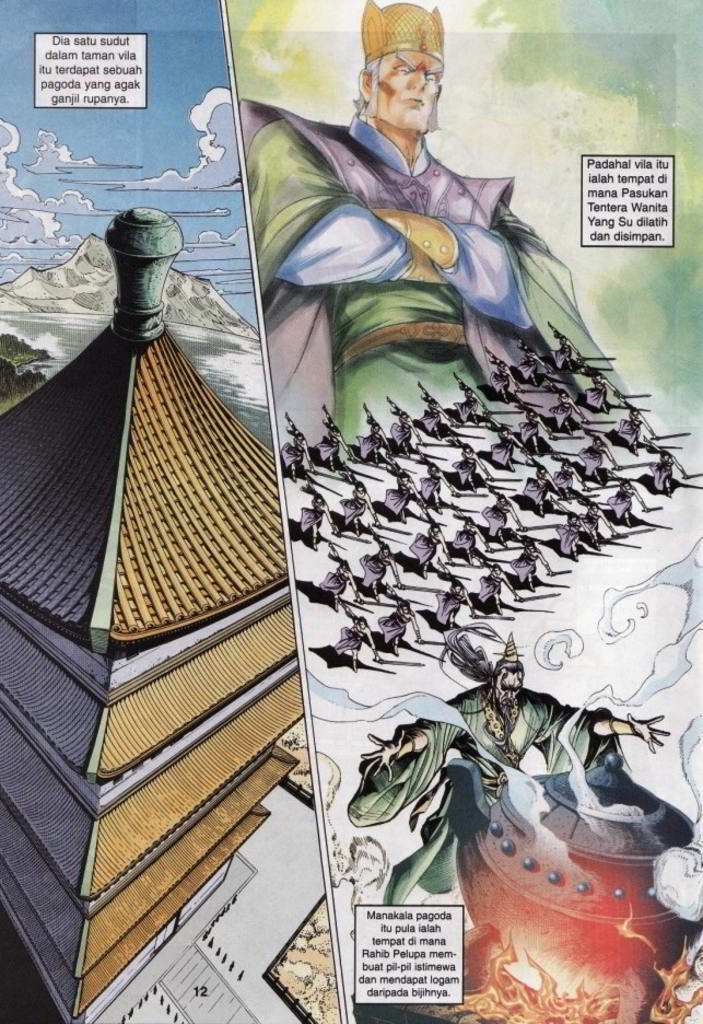 Dia satu sudut
dalam taman vila
itu terdapat sebuah
pagoda yang agak
ganjil rupanya.
Padahal vila itu
ialah tempat di
mana Pasukan
Tentera Wanita
Yang Su dilatih
dan disimpan.
Manakala pagoda
itu pula ialah
tempat di mana
Rahib Pelupa mem-
buat pil-pil istimewa
dan mendapat logam
daripada bijihnya.
12